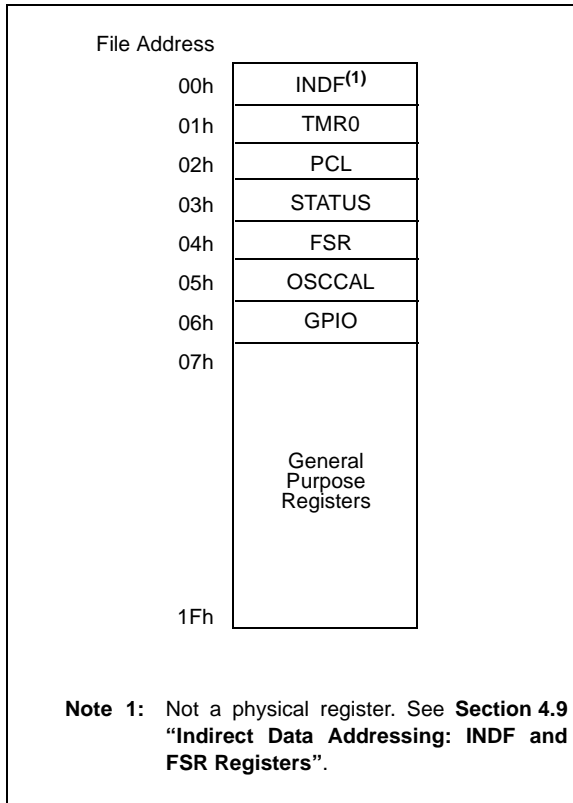 File Address
00h INDF(1)
01h TMR0
02h PCL
03h STATUS
04h FSR
05h OSCCAL
06h GPIO
07h
General
Purpose
Registers
1Fh
Note 1: Not a physical register. See Section 4.9
“Indirect Data Addressing: INDF and
FSR Registers”.